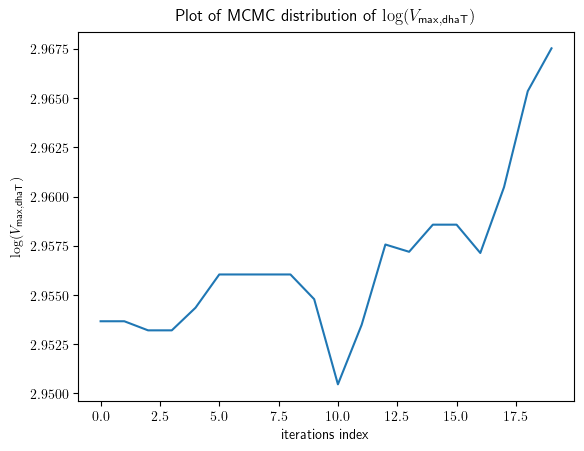 Plot of MCMC distribution of log(V_max,dhaT)
log(V_max,dhaT)
2.9675
2.9650
2.9625
2.9600
2.9575
2.9550
2.9525
2.9500
0.0 2.5 5.0 7.5 10.0 12.5 15.0 17.5
iterations index